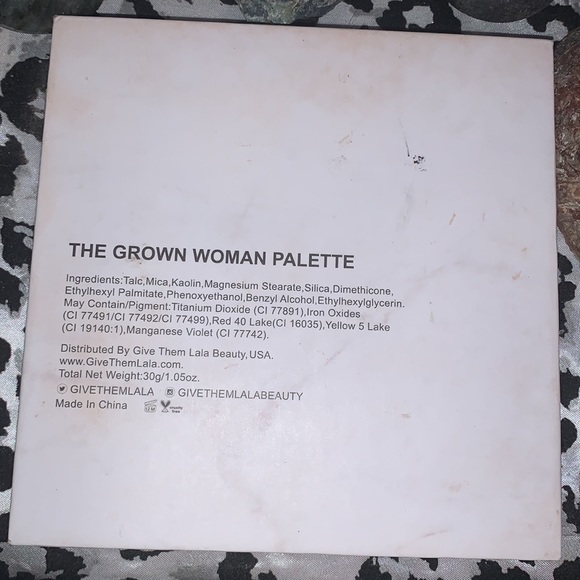 THE GROWN WOMAN PALETTE
Ingredients:Talc,Mica,Kaolin,Magnesium Stearate,Silica,Dimethicone,
Ethylhexyl Palmitate,Phenoxyethanol,Benzyl Alcohol,Ethylhexylglycerin.
May Contain/Pigment:Titanium Dioxide (CI 77891),Iron Oxides
(CI 77491/CI 77492/CI 77499),Red 40 Lake(CI 16035),Yellow 5 Lake
(CI 19140:1),Manganese Violet (CI 77742).
Distributed By Give Them Lala Beauty,USA.
www.GiveThemLala.com.
Total Net Weight:30g/1.05oz.
GIVETHEMLALA GIVETHEMLALABEAUTY
Made In China